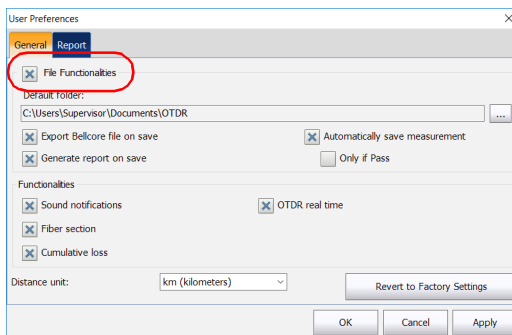 User Preferences
General Report
File Functionalities
Default folder:
C:\Users\Supervisor\Documents\OTDR ...
Export Bellcore file on save Automatically save measurement
Generate report on save Only if Pass
Functionalities
Sound notifications OTDR real time
Fiber section
Cumulative loss
Distance unit: km (kilometers) Revert to Factory Settings
OK Cancel Apply